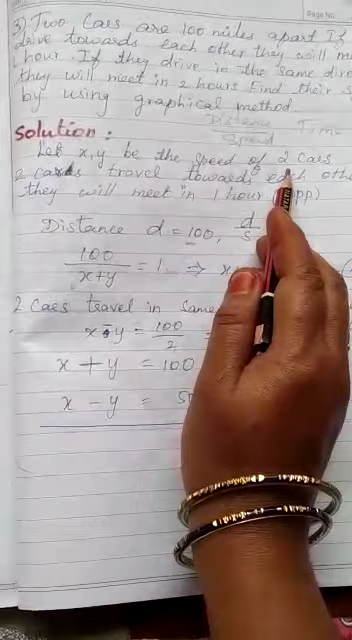 Page No.
3) Two Cars are 100 miles apart If
drive towards each other they will
1 hour. If they drive in the same
they will meet in 2 hours Find their
by using graphical method
Distance
Speed
Solution:
Let x, y be the speed of 2 cars
2 cars travel towards each
they will meet in 1 hour
Distance d = 100, d
100 / x+y = 1 ⇒
2 Cars travel in same
x - y = 100/2 =
x + y = 100
x - y =